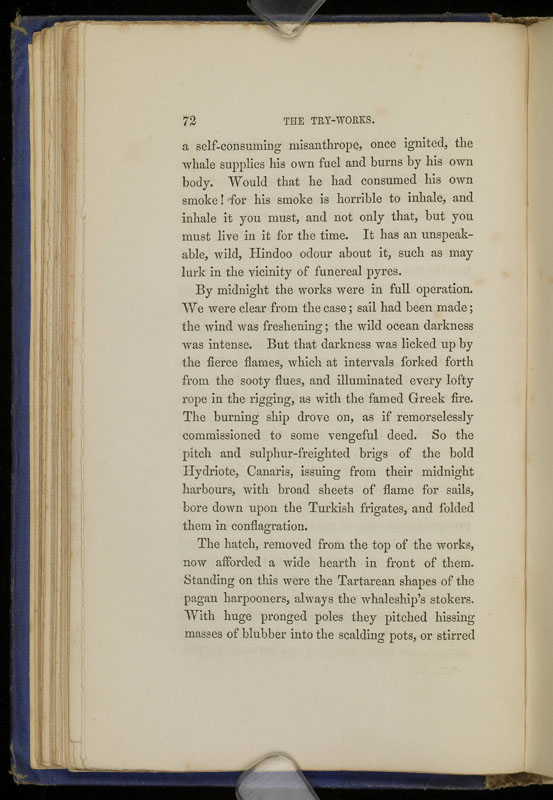 72 THE TRY-WORKS.
a self-consuming misanthrope, once ignited, the
whale supplies his own fuel and burns by his own
body. Would that he had consumed his own
smoke! for his smoke is horrible to inhale, and
inhale it you must, and not only that, but you
must live in it for the time. It has an unspeak-
able, wild, Hindoo odour about it, such as may
lurk in the vicinity of funereal pyres.
By midnight the works were in full operation.
We were clear from the case; sail had been made;
the wind was freshening; the wild ocean darkness
was intense. But that darkness was licked up by
the fierce flames, which at intervals forked forth
from the sooty flues, and illuminated every lofty
rope in the rigging, as with the famed Greek fire.
The burning ship drove on, as if remorselessly
commissioned to some vengeful deed. So the
pitch and sulphur-freighted brigs of the bold
Hydriote, Canaris, issuing from their midnight
harbours, with broad sheets of flame for sails,
bore down upon the Turkish frigates, and folded
them in conflagration.
The hatch, removed from the top of the works,
now afforded a wide hearth in front of them.
Standing on this were the Tartarean shapes of the
pagan harpooners, always the whaleship's stokers.
With huge pronged poles they pitched hissing
masses of blubber into the scalding pots, or stirred